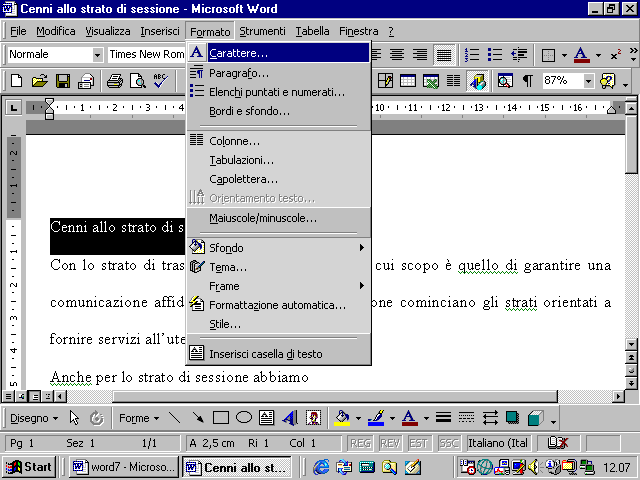 Cenni allo strato di sessione - Microsoft Word
File Modifica Visualizza Inserisci Formato Strumenti Tabella Finestra ?
Normale Times New Rom
87%
Carattere...
Paragrafo...
Elenchi puntati e numerati...
Bordi e sfondo...
Colonne...
Tabulazioni...
Capolettera...
Orientamento testo...
Maiuscole/minuscole...
Sfondo
Tema...
Frame
Formattazione automatica...
Stile...
Inserisci casella di testo
Cenni allo strato di s
Con lo strato di tras cui scopo è quello di garantire una
comunicazione affid one cominciano gli strati orientati a
fornire servizi all'ute
Anche per lo strato di sessione abbiamo
Disegno Forme
Pg 1 Sez 1 1/1 A 2,5 cm Ri 1 Col 1 REG REV EST SSC Italiano (Ital
Start word7 - Microso... Cenni allo st... 12.07